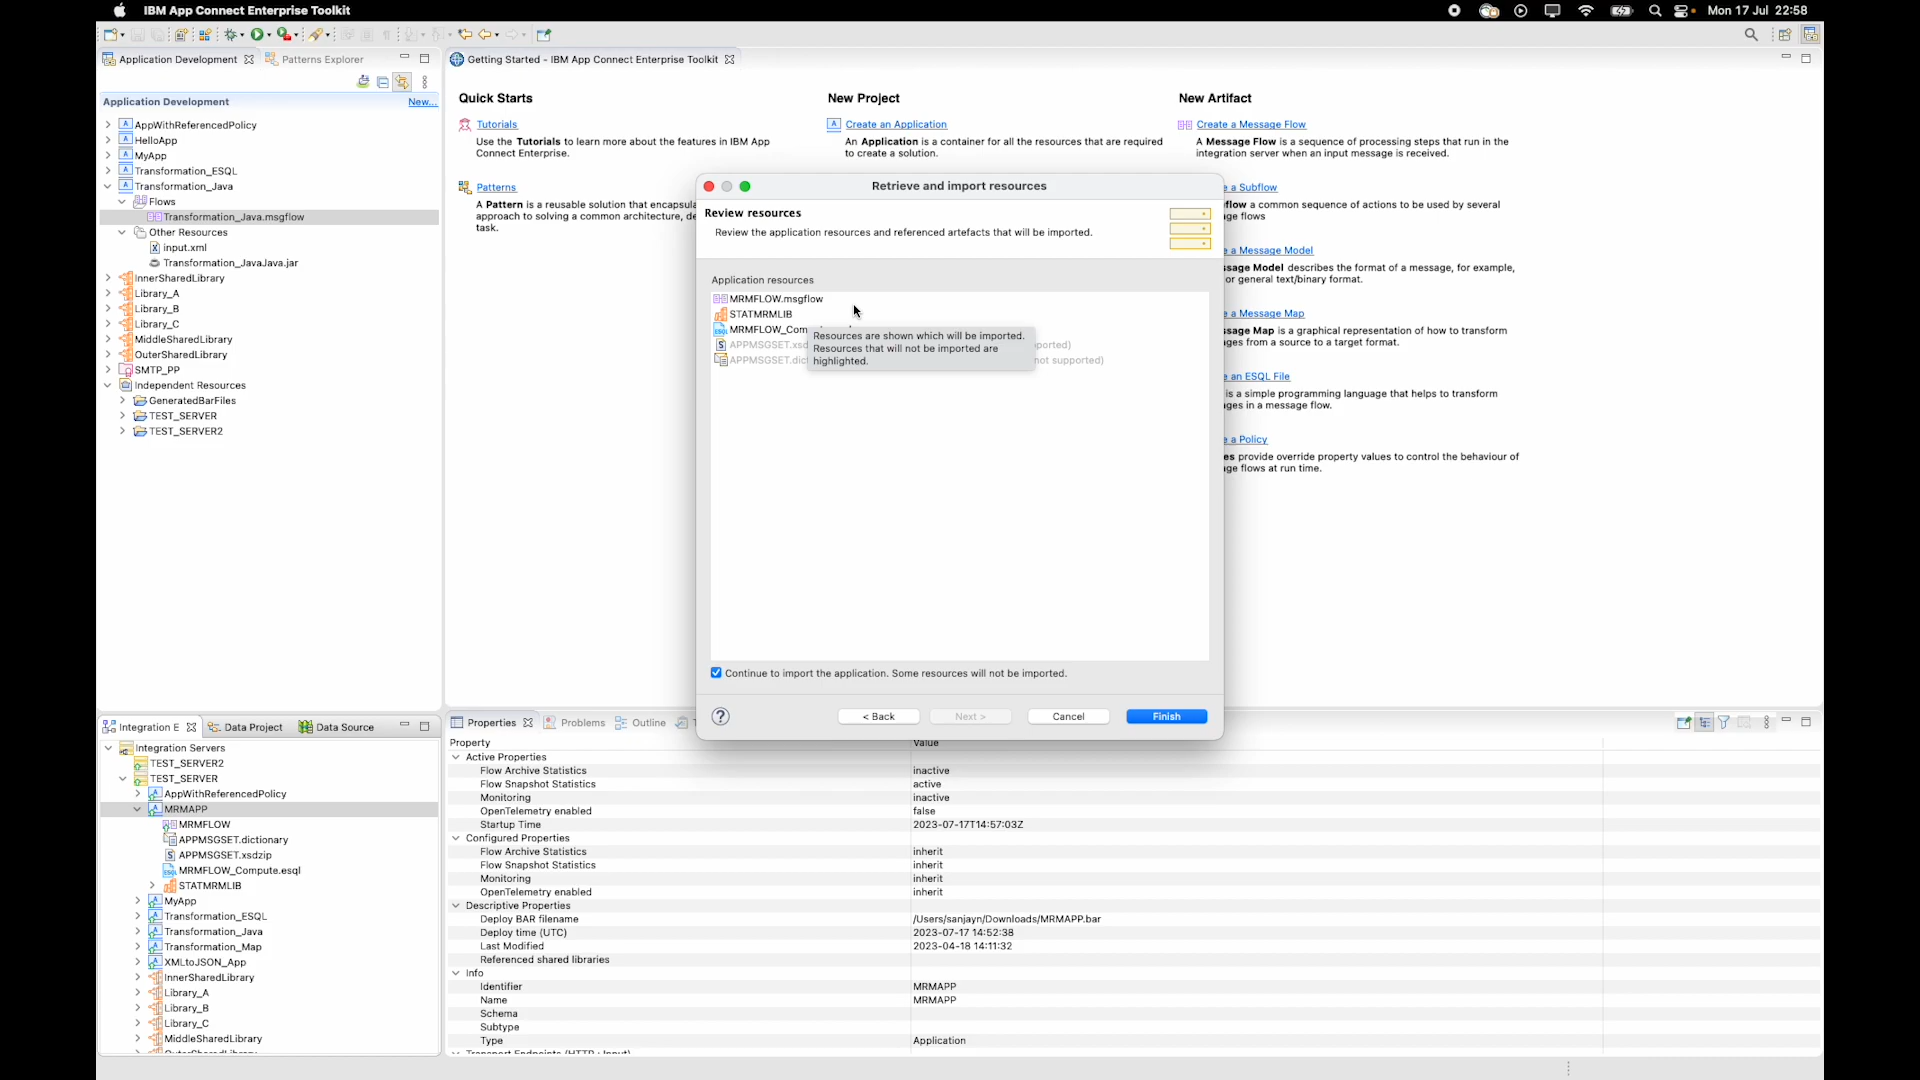 IBM App Connect Enterprise Toolkit
Mon 17 Jul 22:58
Application Development
Patterns Explorer
Getting Started - IBM App Connect Enterprise Toolkit
Application Development
New...
AppWithReferencedPolicy
HelloApp
MyApp
Transformation_ESQL
Transformation_Java
Flows
Transformation_Java.msgflow
Other Resources
input.xml
Transformation_JavaJava.jar
InnerSharedLibrary
Library_A
Library_B
Library_C
MiddleSharedLibrary
OuterSharedLibrary
SMTP_PP
Independent Resources
GeneratedBarFiles
TEST_SERVER
TEST_SERVER2
Quick Starts
Tutorials
Use the Tutorials to learn more about the features in IBM App
Connect Enterprise.
Patterns
A Pattern is a reusable solution that encapsula
approach to solving a common architecture, de
task.
New Project
Create an Application
An Application is a container for all the resources that are required
to create a solution.
New Artifact
Create a Message Flow
A Message Flow is a sequence of processing steps that run in the
integration server when an input message is received.
e a Subflow
flow a common sequence of actions to be used by several
ge flows
e a Message Model
ssage Model describes the format of a message, for example,
or general text/binary format.
e a Message Map
ssage Map is a graphical representation of how to transform
ges from a source to a target format.
e an ESQL File
is a simple programming language that helps to transform
ges in a message flow.
e a Policy
es provide override property values to control the behaviour of
ge flows at run time.
Retrieve and import resources
Review resources
Review the application resources and referenced artefacts that will be imported.
Application resources
MRMFLOW.msgflow
STATMRMLIB
MRMFLOW_Com
APPMSGSET.xsd
ported)
APPMSGSET.dic
not supported)
Resources are shown which will be imported.
Resources that will not be imported are
highlighted.
Continue to import the application. Some resources will not be imported.
?
< Back
Next >
Cancel
Finish
Integration E
Data Project
Data Source
Integration Servers
TEST_SERVER2
TEST_SERVER
AppWithReferencedPolicy
MRMAPP
MRMFLOW
APPMSGSET.dictionary
APPMSGSET.xsdzip
MRMFLOW_Compute.esql
STATMRMLIB
MyApp
Transformation_ESQL
Transformation_Java
Transformation_Map
XMLtoJSON_App
InnerSharedLibrary
Library_A
Library_B
Library_C
MiddleSharedLibrary
Properties
Problems
Outline
Property
Value
Active Properties
Flow Archive Statistics
inactive
Flow Snapshot Statistics
active
Monitoring
inactive
OpenTelemetry enabled
false
Startup Time
2023-07-17T14:57:03Z
Configured Properties
Flow Archive Statistics
inherit
Flow Snapshot Statistics
inherit
Monitoring
inherit
OpenTelemetry enabled
inherit
Descriptive Properties
Deploy BAR filename
/Users/sanjayn/Downloads/MRMAPP.bar
Deploy time (UTC)
2023-07-17 14:52:38
Last Modified
2023-04-18 14:11:32
Referenced shared libraries
Info
Identifier
MRMAPP
Name
MRMAPP
Schema
Subtype
Type
Application